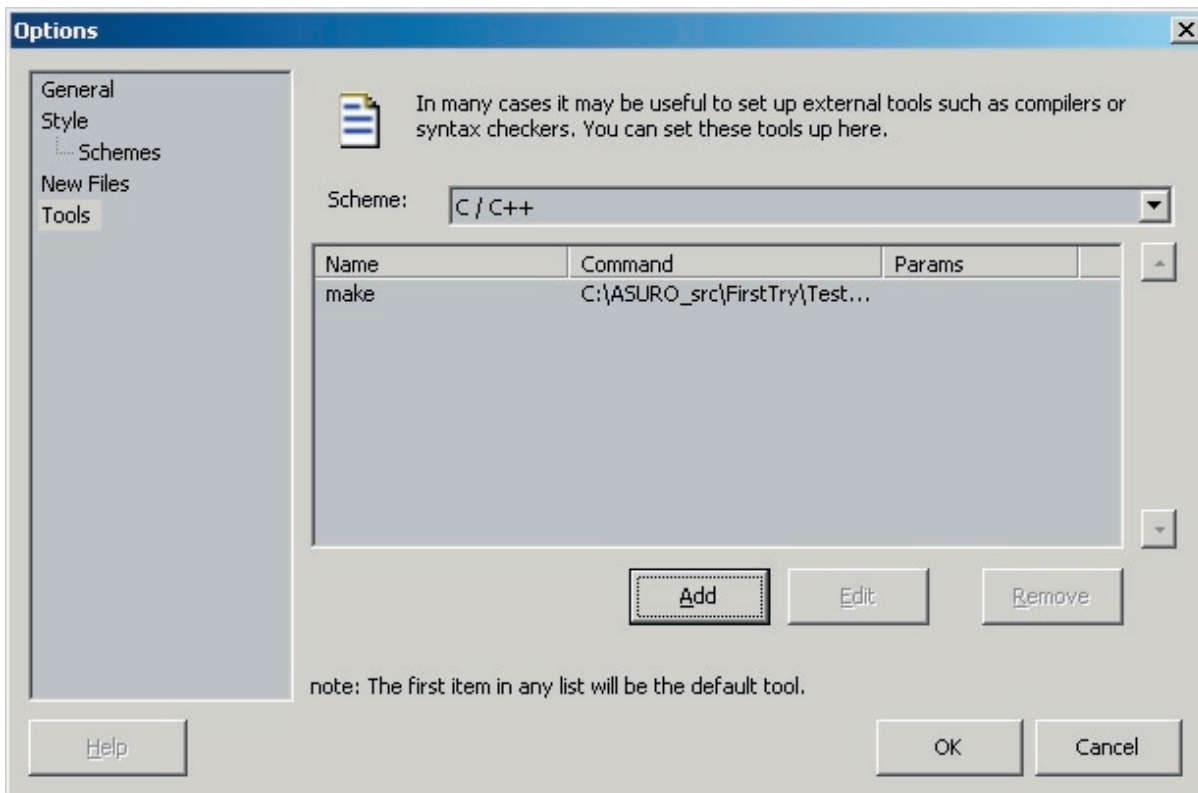 Options
General
Style
Schemes
New Files
Tools
In many cases it may be useful to set up external tools such as compilers or
syntax checkers. You can set these tools up here.
Scheme: C / C++
Name Command Params
make C:\ASURO_src\FirstTry\Test...
Add Edit Remove
note: The first item in any list will be the default tool.
Help OK Cancel